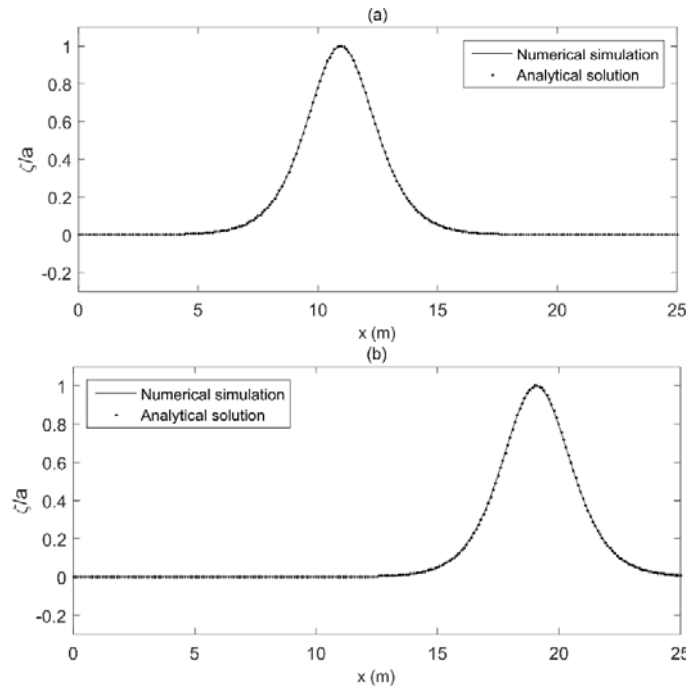 (a)
1
0.8
0.6
0.4
0.2
0
-0.2
ζ/a
Numerical simulation
Analytical solution
0 5 10 15 20 25
x (m)
(b)
1
0.8
0.6
0.4
0.2
0
-0.2
ζ/a
Numerical simulation
Analytical solution
0 5 10 15 20 25
x (m)